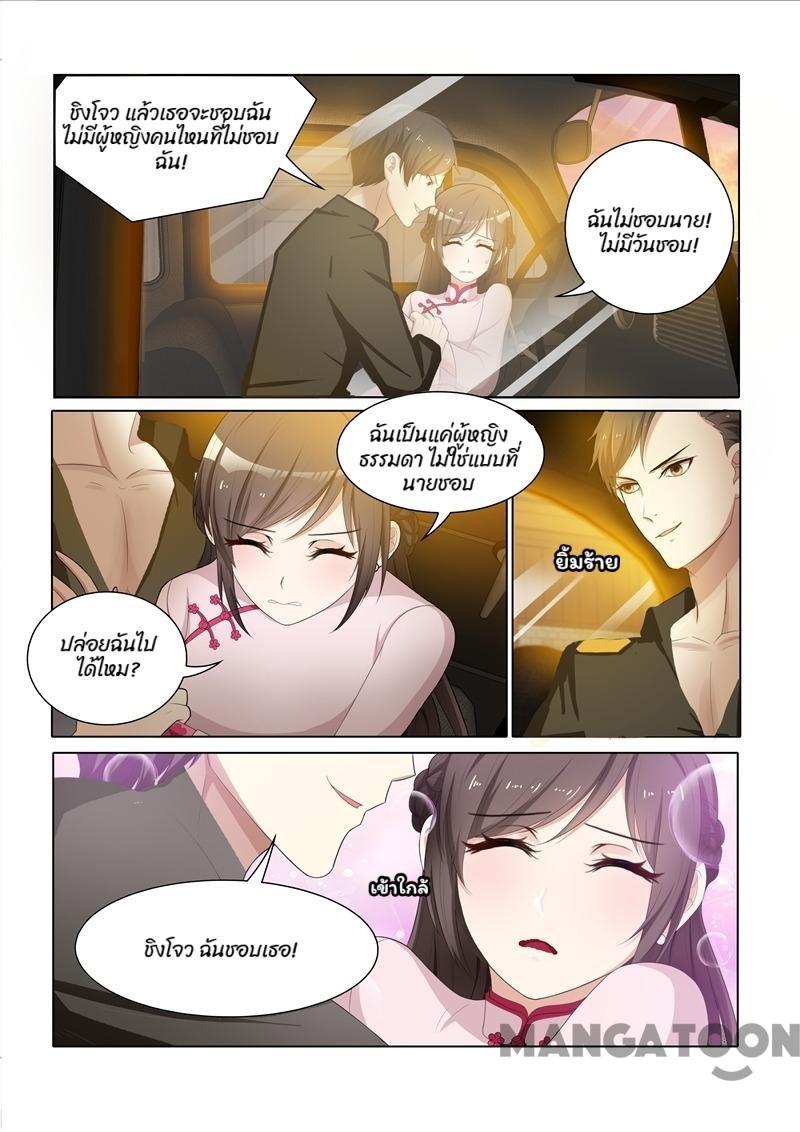 ชิงโจว แล้วเธอจะชอบฉัน
ไม่มีผู้หญิงคนไหนที่ไม่ชอบ
ฉัน!
ฉันไม่ชอบนาย!
ไม่มีวันชอบ!
ฉันเป็นแค่ผู้หญิง
ธรรมดา ไม่ใช่แบบที่
นายชอบ
ปล่อยฉันไป
ได้ไหม?
ยิ้มร้าย
เข้าใกล้
ชิงโจว ฉันชอบเธอ!
MANGATOON